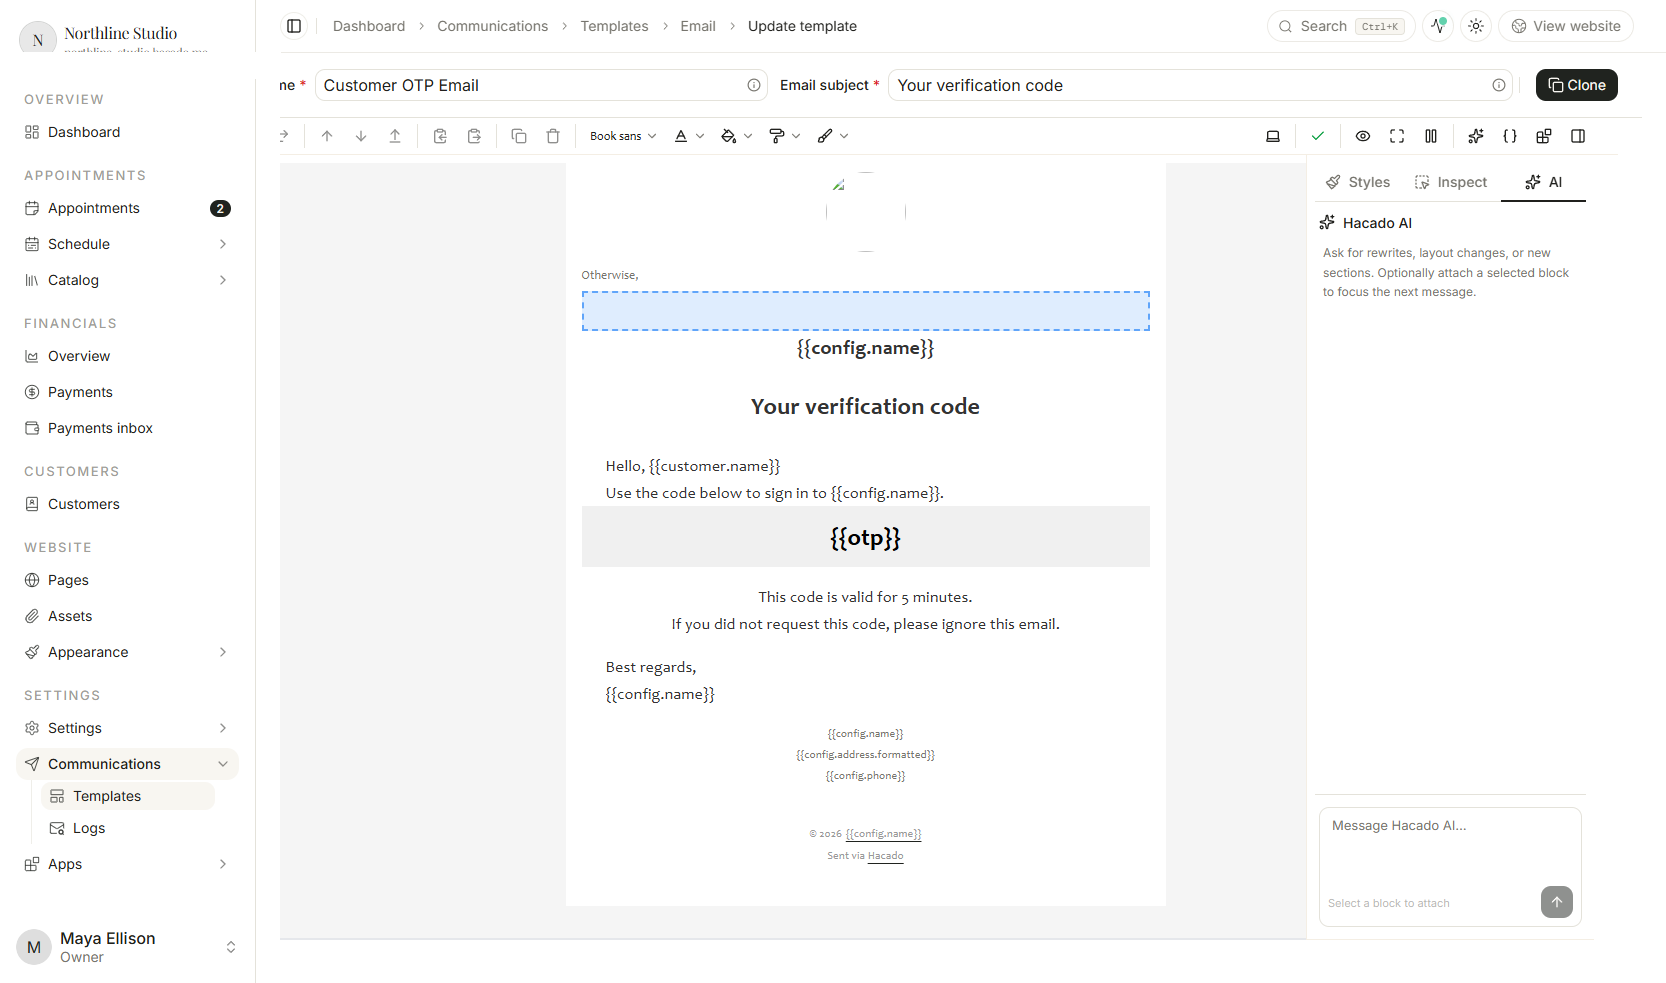 N
Northline Studio
Dashboard
Communications
Templates
Email
Update template
Search
Ctrl+K
View website
OVERVIEW
Dashboard
APPOINTMENTS
Appointments
2
Schedule
Catalog
FINANCIALS
Overview
Payments
Payments inbox
CUSTOMERS
Customers
WEBSITE
Pages
Assets
Appearance
SETTINGS
Settings
Communications
Templates
Logs
Apps
M
Maya Ellison
Owner
me *
Customer OTP Email
Email subject *
Your verification code
Clone
Book sans
Otherwise,
{{config.name}}
Your verification code
Hello, {{customer.name}}
Use the code below to sign in to {{config.name}}.
{{otp}}
This code is valid for 5 minutes.
If you did not request this code, please ignore this email.
Best regards,
{{config.name}}
{{config.name}}
{{config.address.formatted}}
{{config.phone}}
© 2026 {{config.name}}
Sent via Hacado
Styles
Inspect
AI
Hacado AI
Ask for rewrites, layout changes, or new
sections. Optionally attach a selected block
to focus the next message.
Message Hacado AI...
Select a block to attach